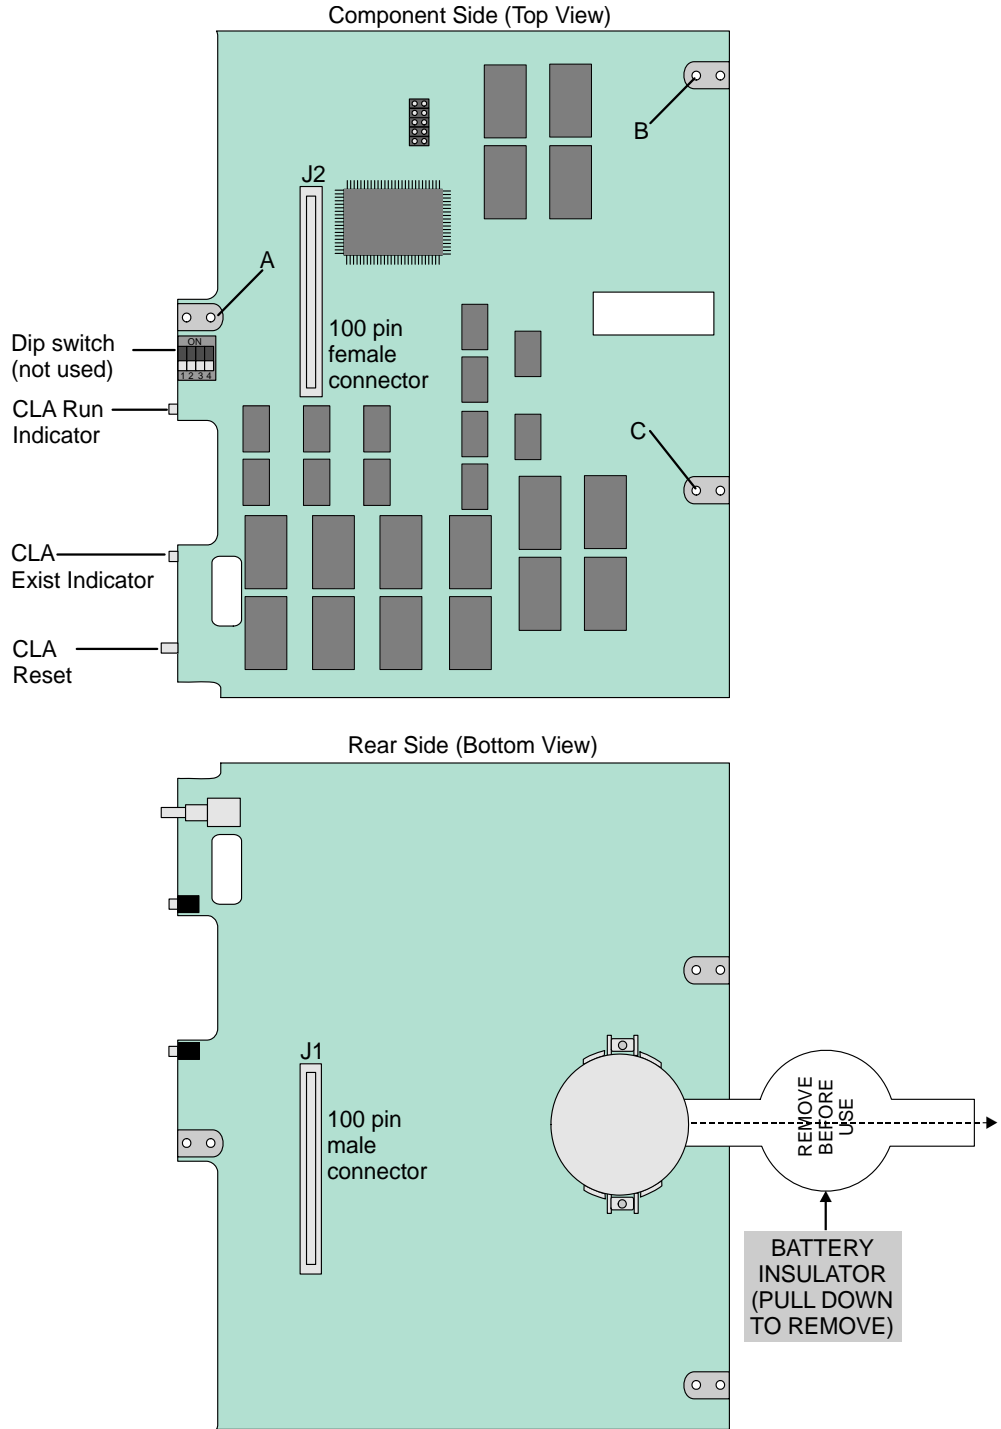 Component Side (Top View)
B
J2
A
100 pin
female
connector
Dip switch
(not used)
ON
1 2 3 4
CLA Run
Indicator
C
CLA
Exist Indicator
CLA
Reset
Rear Side (Bottom View)
J1
100 pin
male
connector
REMOVE
BEFORE
USE
BATTERY
INSULATOR
(PULL DOWN
TO REMOVE)